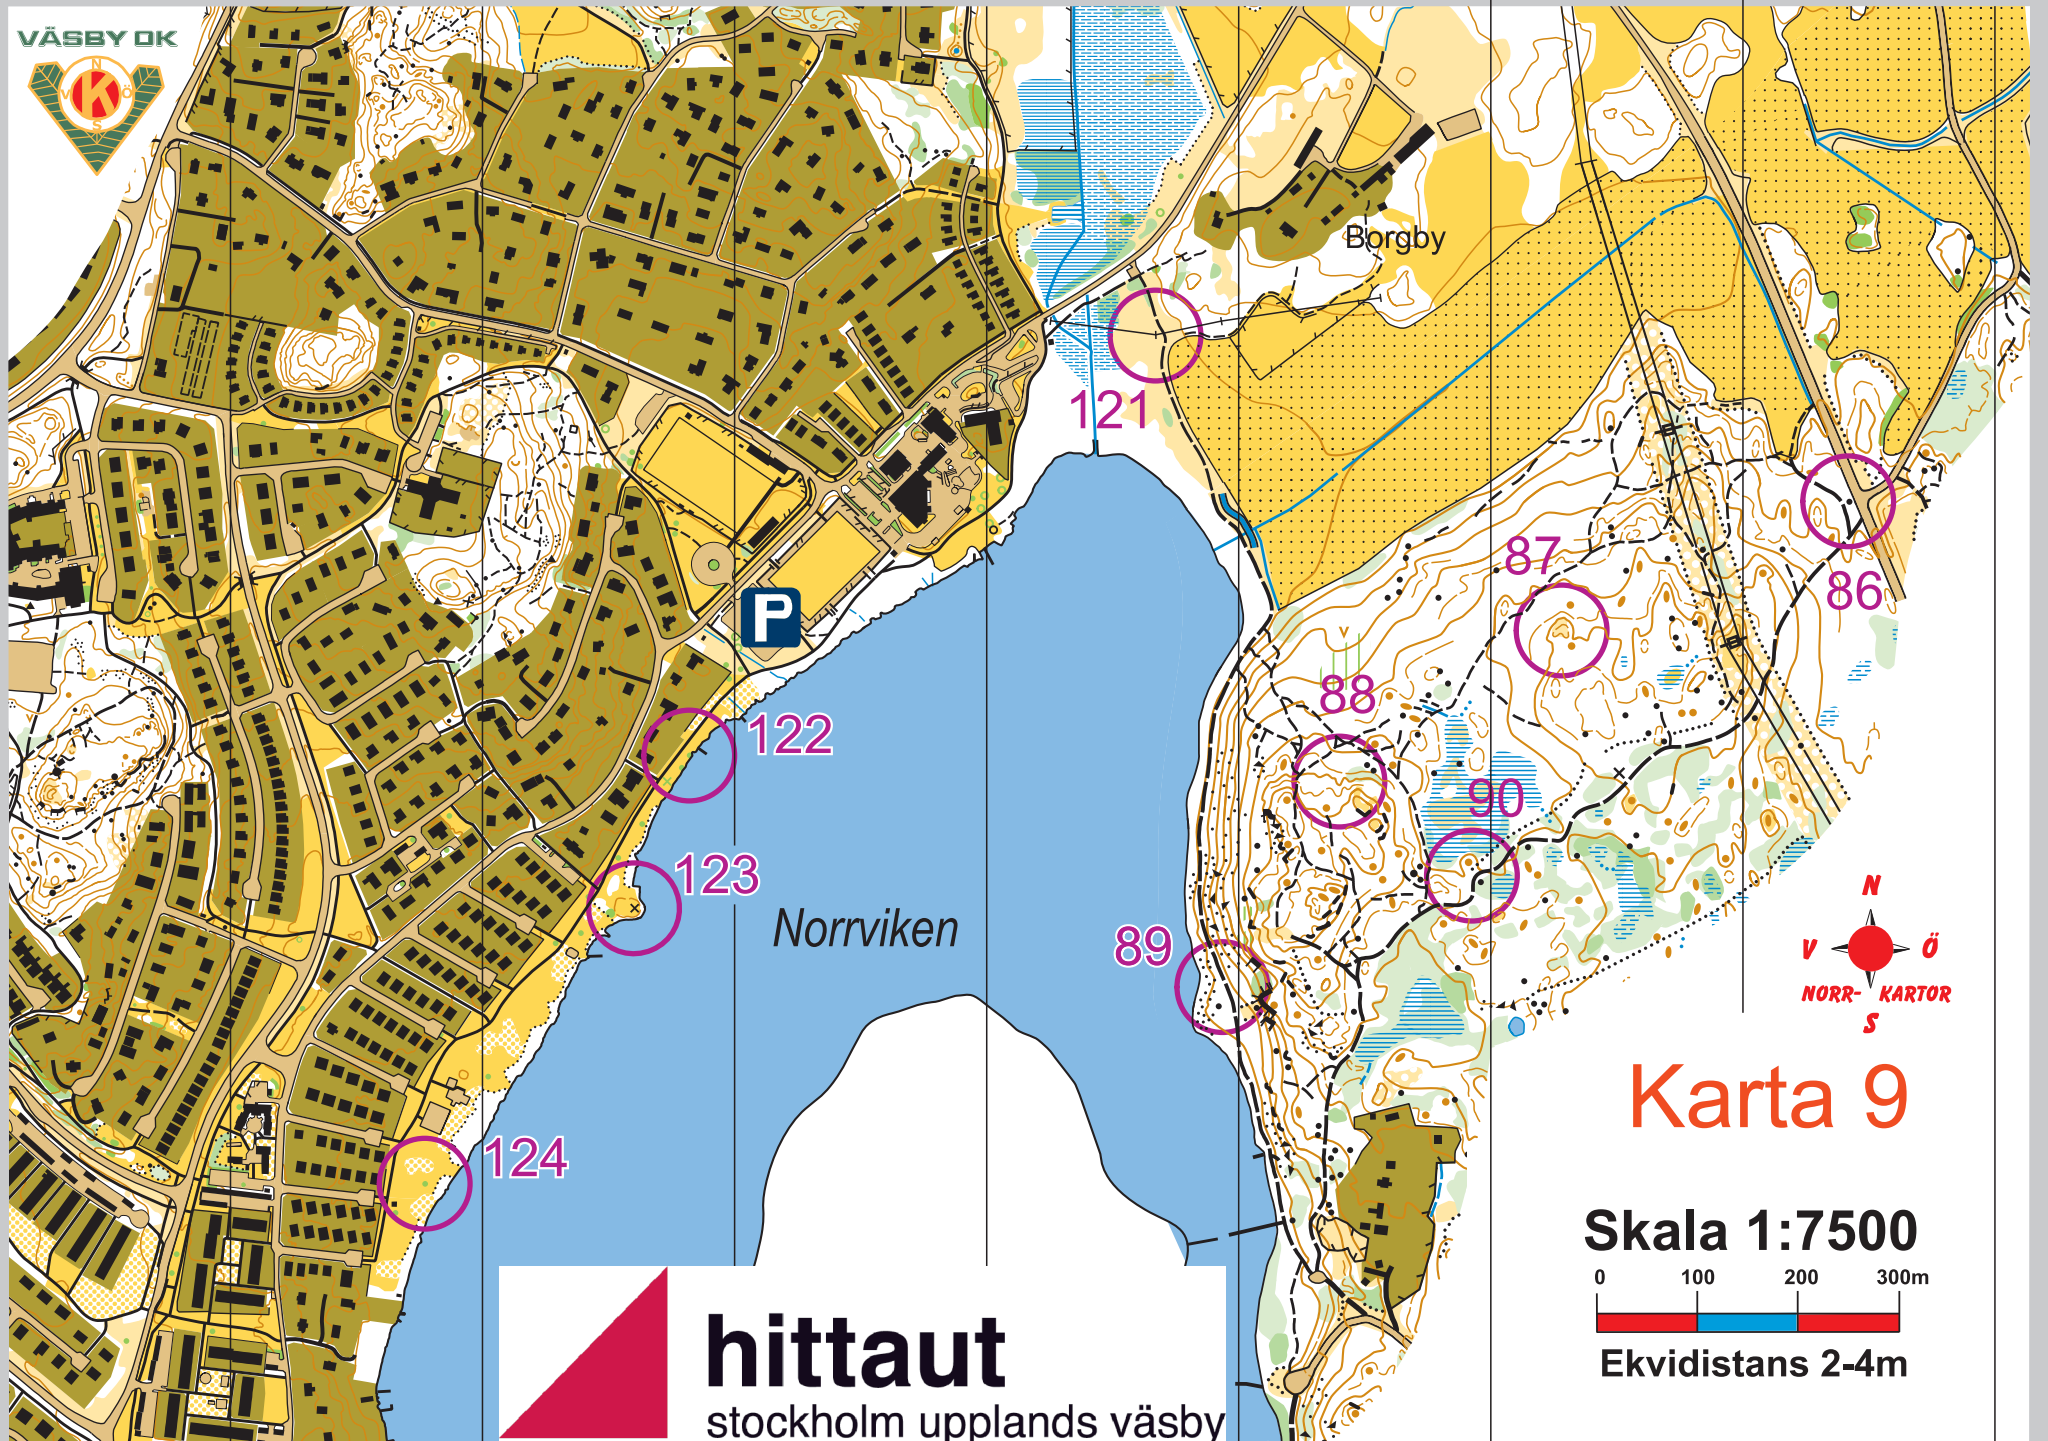 VÄSBY OK
N
V K Ö
S
Borgby
121
87
86
P
88
122
90
123
N
Norrviken
89
V Ö
NORR- KARTOR
S
Karta 9
124
Skala 1:7500
0 100 200 300m
Ekvidistans 2-4m
hittaut
stockholm upplands väsby